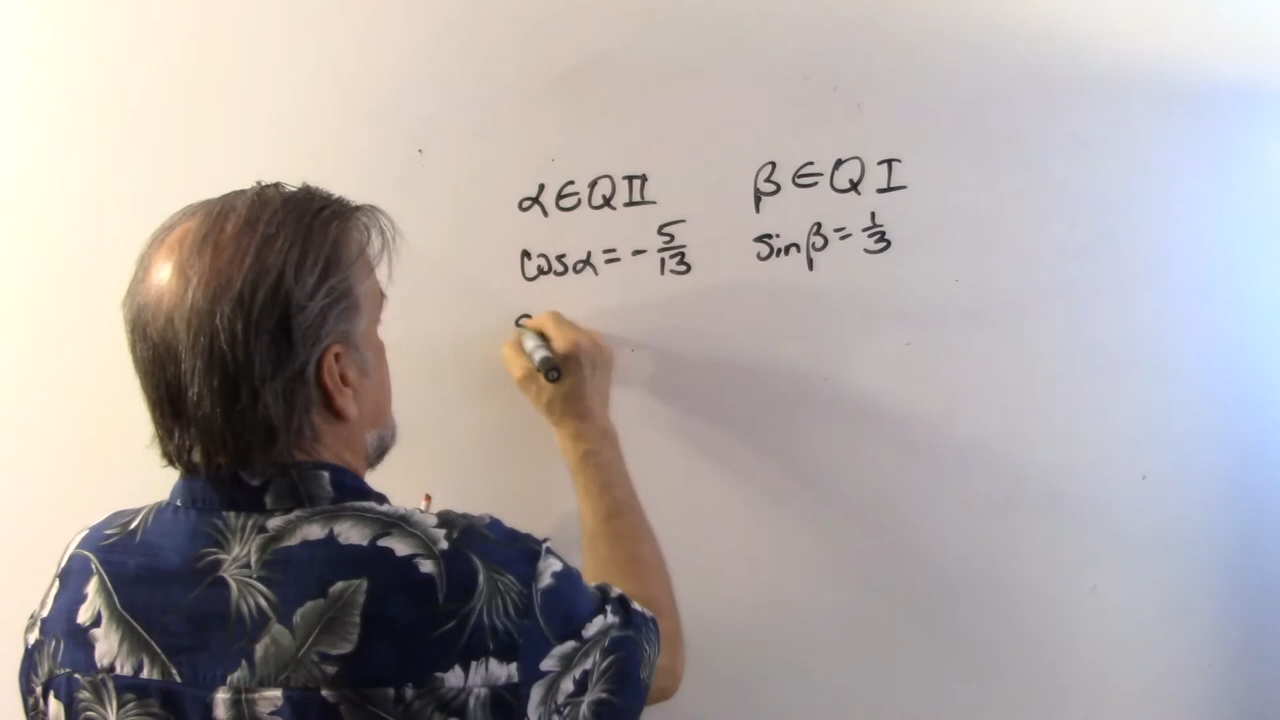 α∈QII β∈QI
cosα = -5/13 sinβ = 1/3